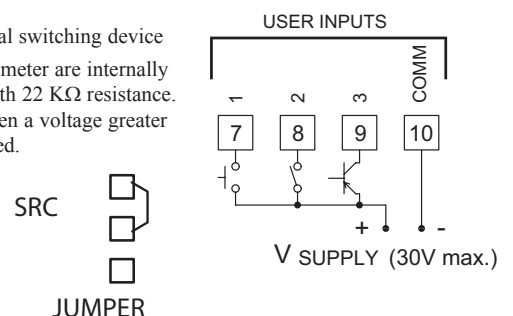 al switching device
meter are internally
th 22 KΩ resistance.
en a voltage greater
ed.
SRC
JUMPER
USER INPUTS
1 2 3 COMM
7 8 9 10
+ -
V SUPPLY (30V max.)